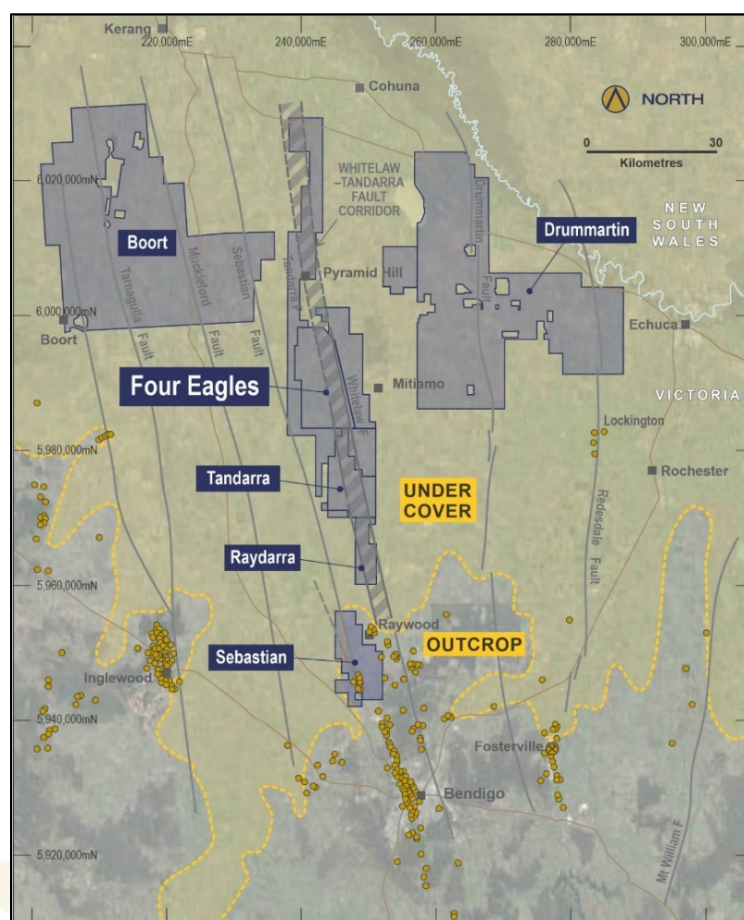 Kerang
220,000mE
240,000mE
260,000mE
280,000mE
300,000mE
Cohuna
NORTH
0
30
Kilometres
WHITELAW
–TANDARRA
FAULT
CORRIDOR
6,020,000mN
NEW
SOUTH
WALES
Boort
Drummartin
Drummartin
Fault
Tarnagulla
Fault
Muckleford
Fault
Sebastian
Fault
Tandarra F
Pyramid Hill
6,000,000mN
Boort
Echuca
Four Eagles
Whitelaw F
Mitiamo
VICTORIA
Lockington
5,980,000mN
Tandarra
UNDER
COVER
Rochester
Redesdale
Fault
Raydarra
5,960,000mN
Raywood
OUTCROP
Sebastian
Inglewood
5,940,000mN
Fosterville
Bendigo
5,920,000mN
Mt William F